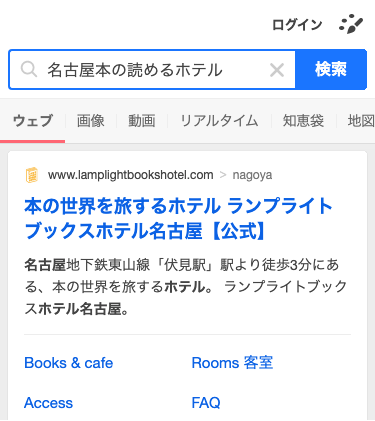 ログイン
名古屋本の読めるホテル
検索
ウェブ 画像 動画 リアルタイム 知恵袋 地図
www.lamplightbookshotel.com > nagoya
本の世界を旅するホテル ランプライト
ブックスホテル名古屋【公式】
名古屋地下鉄東山線「伏見駅」駅より徒歩3分にあ
る、本の世界を旅するホテル。 ランプライトブック
スホテル名古屋。
Books & cafe
Rooms 客室
Access
FAQ